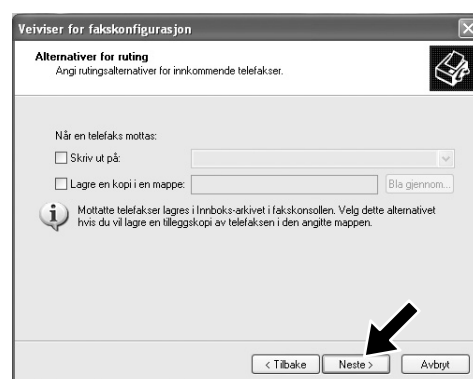 Veiviser for fakskonfigurasjon
Alternativer for ruting
Angi rutingsalternativer for innkommende telefakser.
Når en telefaks mottas:
Skriv ut på:
Lagre en kopi i en mappe:
Bla gjennom...
Mottatte telefakser lagres i Innboks-arkivet i fakskonsollen. Velg dette alternativet
hvis du vil lagre en tilleggskopi av telefaksen i den angitte mappen.
< Tilbake Neste > Avbryt